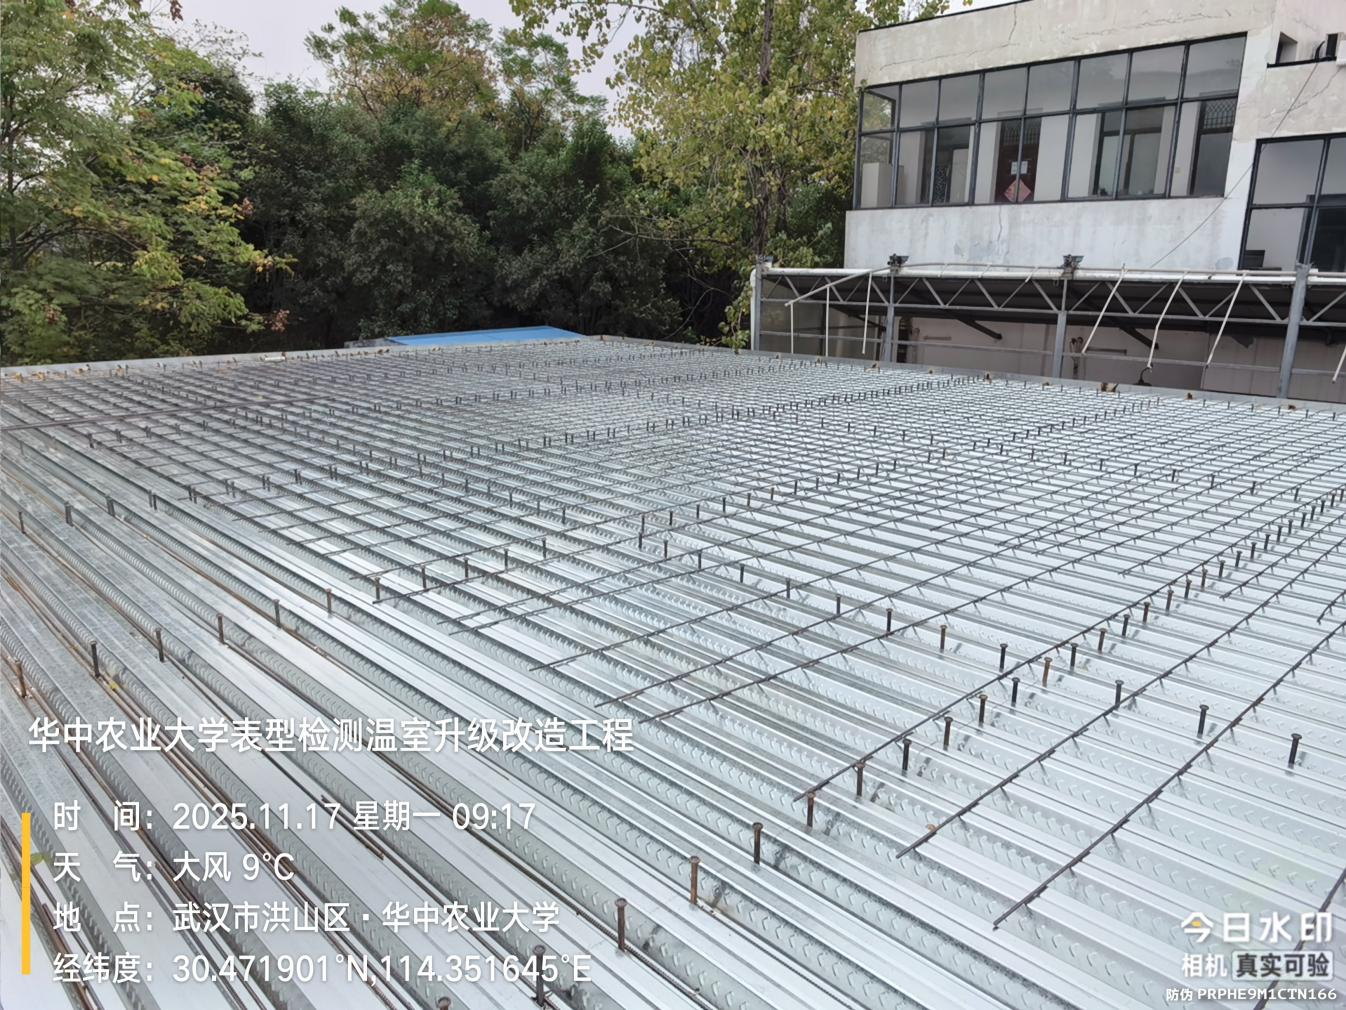 华中农业大学表型检测温室升级改造工程
时 间：2025.11.17 星期一 09:17
天 气：大风 9℃
地 点：武汉市洪山区·华中农业大学
经纬度：30.471901°N,114.351645°E
今日水印
相机 真实可验
防伪 PRPHE9M1CTN166